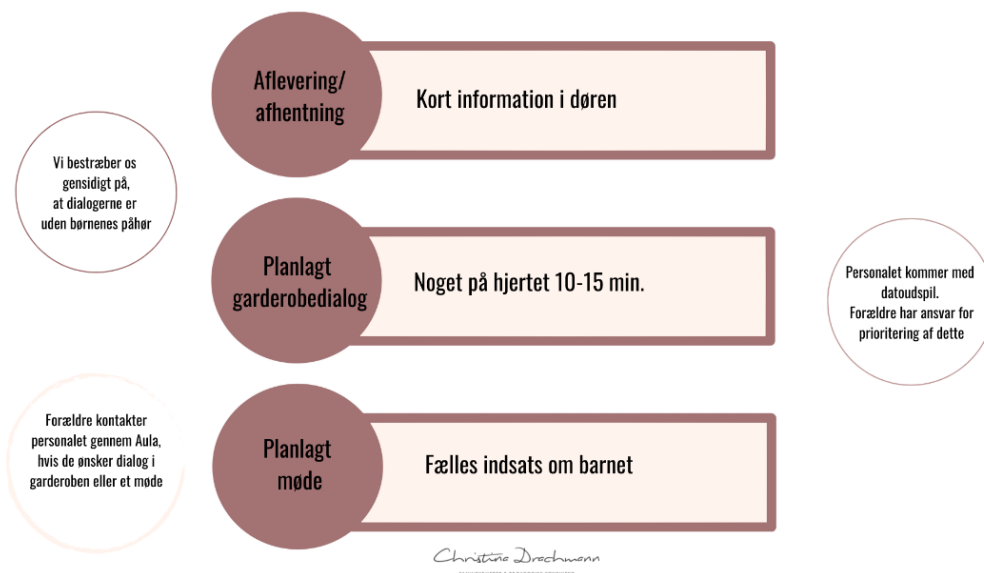 Aflevering/
afhentning
Kort information i døren
Vi bestræber os
gensidigt på,
at dialogerne er
uden børnenes påhør
Planlagt
garderobedialog
Noget på hjertet 10-15 min.
Personalet kommer med
datoudspil.
Forældre har ansvar for
prioritering af dette
Forældre kontakter
personalet gennem Aula,
hvis de ønsker dialog i
garderoben eller et møde
Planlagt
møde
Fælles indsats om barnet
Christina Drachmann